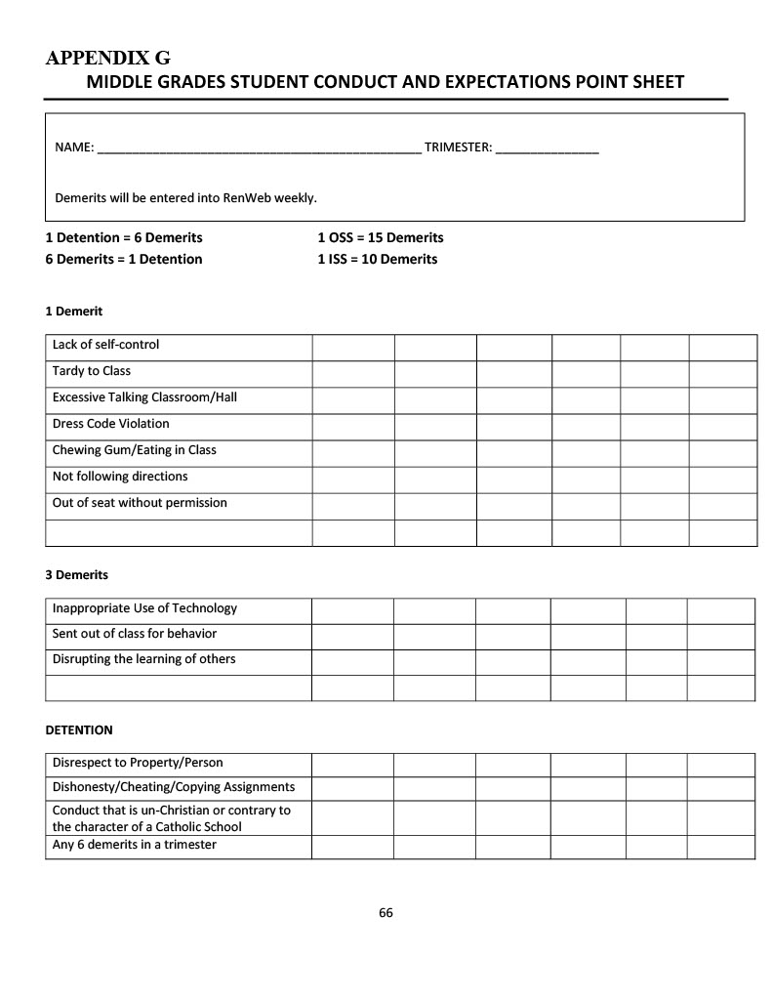 APPENDIX G
MIDDLE GRADES STUDENT CONDUCT AND EXPECTATIONS POINT SHEET
NAME: _______________________________________________ TRIMESTER: _______________
Demerits will be entered into RenWeb weekly.
1 Detention = 6 Demerits 1 OSS = 15 Demerits
6 Demerits = 1 Detention 1 ISS = 10 Demerits
1 Demerit
Lack of self-control
Tardy to Class
Excessive Talking Classroom/Hall
Dress Code Violation
Chewing Gum/Eating in Class
Not following directions
Out of seat without permission
3 Demerits
Inappropriate Use of Technology
Sent out of class for behavior
Disrupting the learning of others
DETENTION
Disrespect to Property/Person
Dishonesty/Cheating/Copying Assignments
Conduct that is un-Christian or contrary to
the character of a Catholic School
Any 6 demerits in a trimester
66